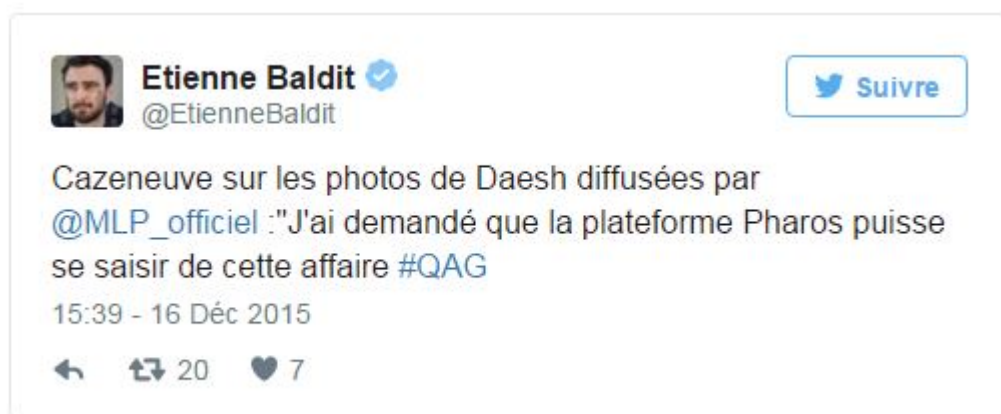 Etienne Baldit
@EtienneBaldit
Suivre
Cazeneuve sur les photos de Daesh diffusées par
@MLP_officiel :"J'ai demandé que la plateforme Pharos puisse
se saisir de cette affaire #QAG
15:39 - 16 Déc 2015
20 7